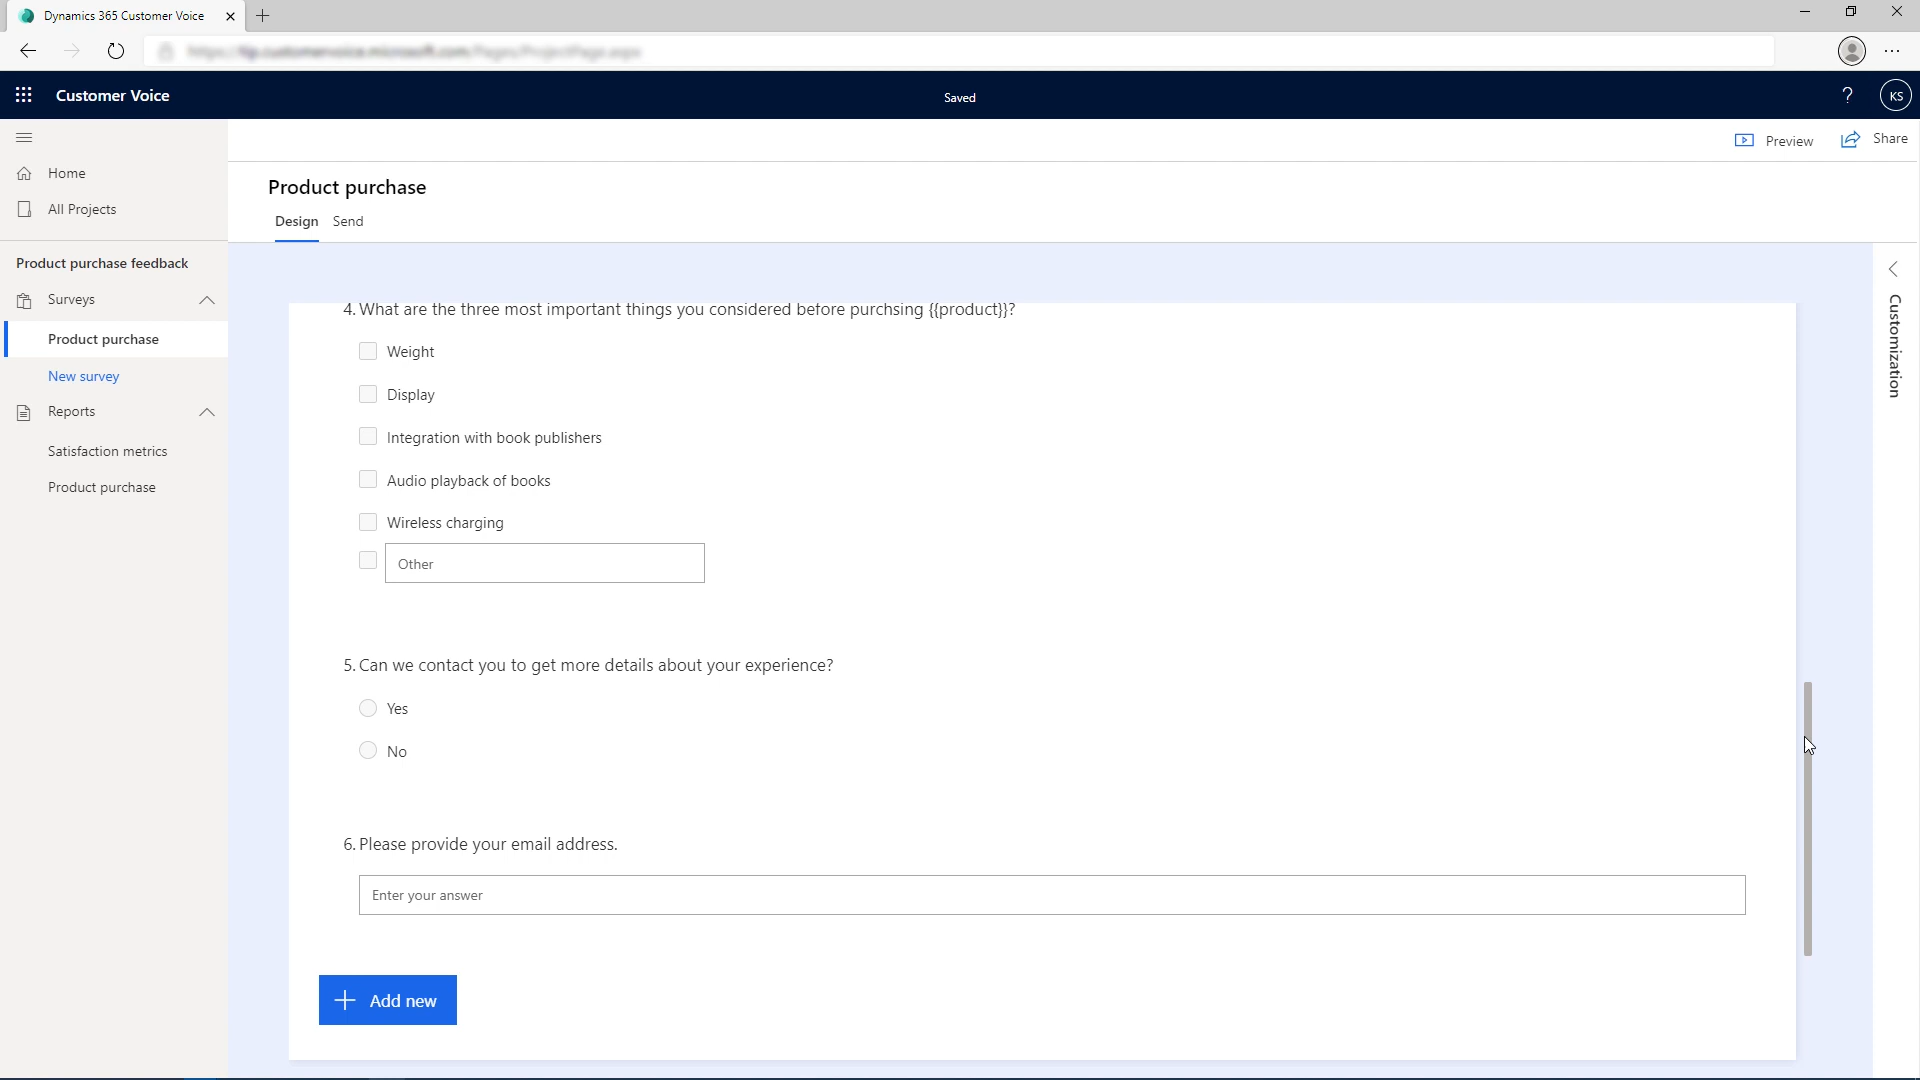 Dynamics 365 Customer Voice
Customer Voice
Saved
?
KS
Preview
Share
Home
All Projects
Product purchase
Design Send
Product purchase feedback
Surveys
Product purchase
New survey
Reports
Satisfaction metrics
Product purchase
4. What are the three most important things you considered before purchsing {{product}}?
Weight
Display
Integration with book publishers
Audio playback of books
Wireless charging
Other
5. Can we contact you to get more details about your experience?
Yes
No
6. Please provide your email address.
Enter your answer
Add new
Customization